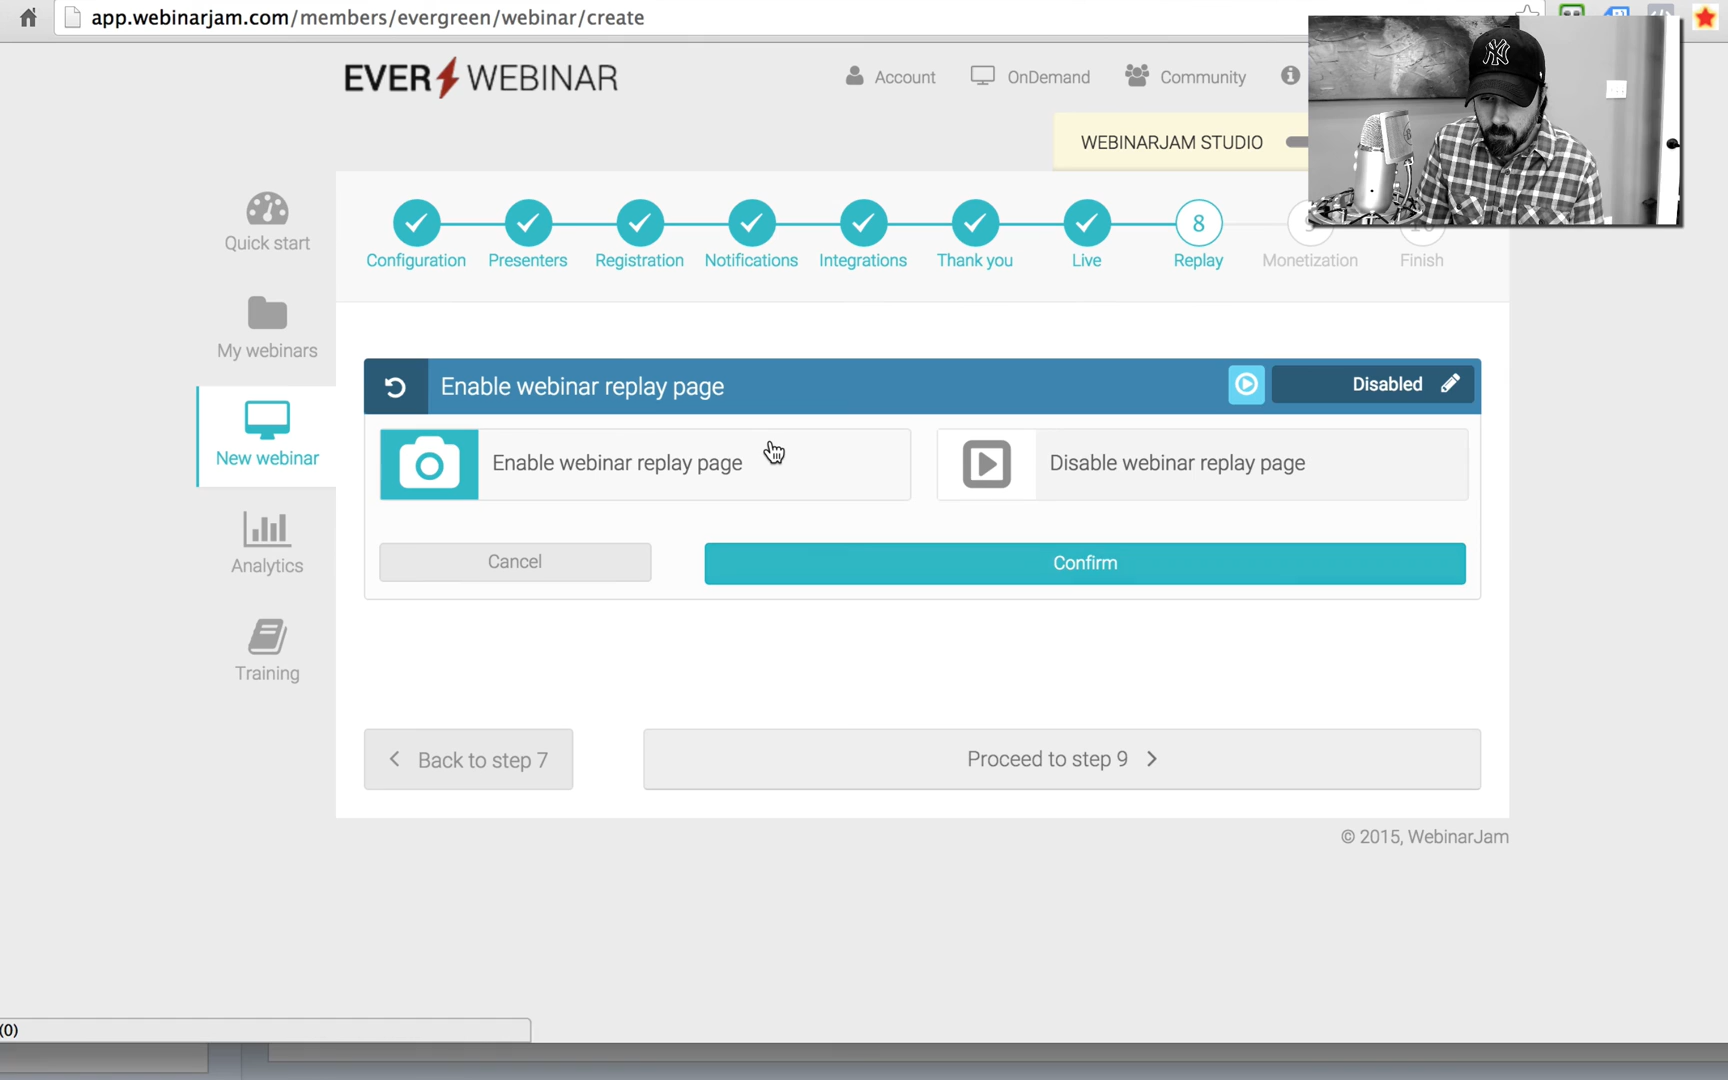 app.webinarjam.com/members/evergreen/webinar/create
EVER WEBINAR
Account
OnDemand
Community
WEBINARJAM STUDIO
Configuration
Presenters
Registration
Notifications
Integrations
Thank you
Live
8
Replay
Monetization
Finish
Quick start
My webinars
New webinar
Analytics
Training
Enable webinar replay page
Disabled
Enable webinar replay page
Disable webinar replay page
Cancel
Confirm
Back to step 7
Proceed to step 9
© 2015, WebinarJam
(0)